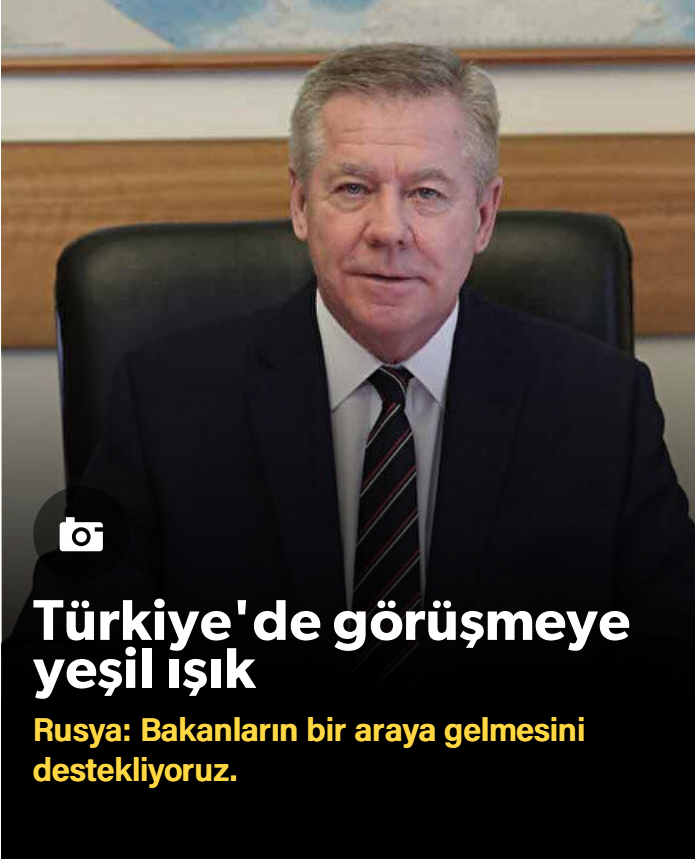 Türkiye'de görüşmeye
yeşil ışık
Rusya: Bakanların bir araya gelmesini
destekliyoruz.